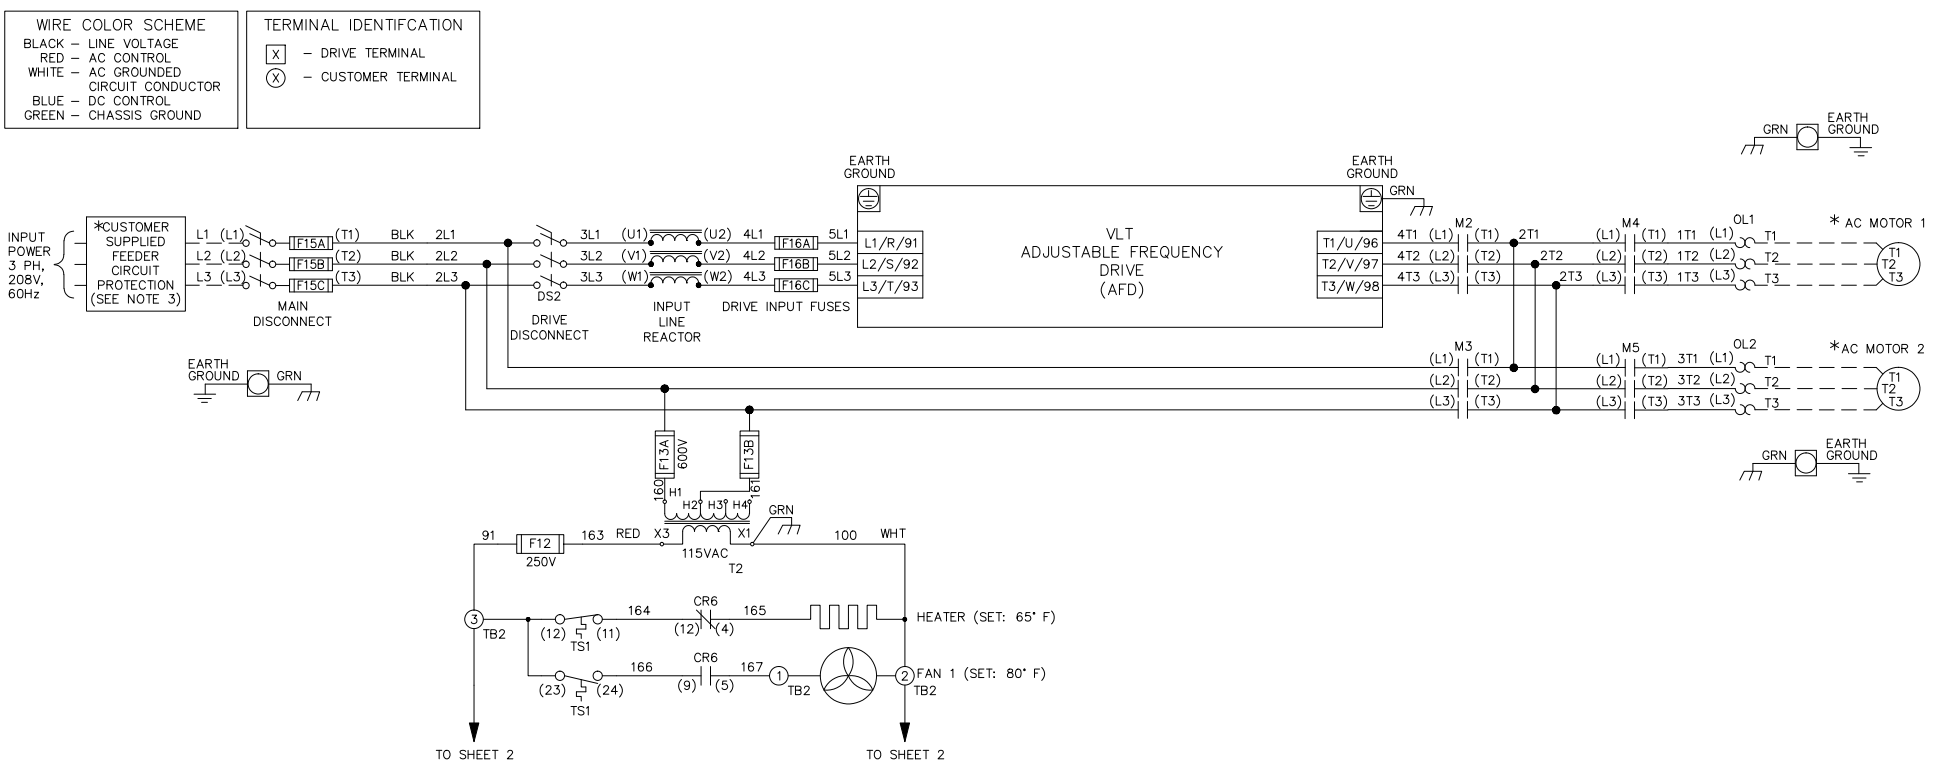 WIRE COLOR SCHEME
BLACK – LINE VOLTAGE
RED – AC CONTROL
WHITE – AC GROUNDED
CIRCUIT CONDUCTOR
BLUE – DC CONTROL
GREEN – CHASSIS GROUND
TERMINAL IDENTIFCATION
X – DRIVE TERMINAL
X – CUSTOMER TERMINAL
GRN
EARTH
GROUND
EARTH
GROUND
EARTH
GROUND
GRN
INPUT
POWER
3 PH,
208V,
60Hz
*CUSTOMER
SUPPLIED
FEEDER
CIRCUIT
PROTECTION
(SEE NOTE 3)
L1 (L1) F15A (T1) BLK 2L1 3L1 (U1) (U2) 4L1 F16A 5L1 L1/R/91
L2 (L2) F15B (T2) BLK 2L2 3L2 (V1) (V2) 4L2 F16B 5L2 L2/S/92
L3 (L3) F15C (T3) BLK 2L3 3L3 (W1) (W2) 4L3 F16C 5L3 L3/T/93
MAIN
DISCONNECT
DS2
DRIVE
DISCONNECT
INPUT
LINE
REACTOR
DRIVE INPUT FUSES
VLT
ADJUSTABLE FREQUENCY
DRIVE
(AFD)
M2 M4 OL1 * AC MOTOR 1
T1/U/96 4T1 (L1) (T1) 2T1 (L1) (T1) 1T1 (L1) T1 T1
T2/V/97 4T2 (L2) (T2) 2T2 (L2) (T2) 1T2 (L2) T2 T2
T3/W/98 4T3 (L3) (T3) 2T3 (L3) (T3) 1T3 (L3) T3 T3
M3 M5 OL2 *AC MOTOR 2
(L1) (T1) (L1) (T1) 3T1 (L1) T1 T1
(L2) (T2) (L2) (T2) 3T2 (L2) T2 T2
(L3) (T3) (L3) (T3) 3T3 (L3) T3 T3
EARTH
GROUND
GRN
GRN
EARTH
GROUND
F13A
600V
F13B
160
161
H1
H2 H3 H4
GRN
91 F12 163 RED X3 X1 100 WHT
250V
115VAC
T2
3
TB2
(12) (11)
TS1
164
CR6
(12) (4)
165
HEATER (SET: 65° F)
(23) (24)
TS1
166
CR6
(9) (5)
167
1
TB2
2
TB2
FAN 1 (SET: 80° F)
TO SHEET 2
TO SHEET 2